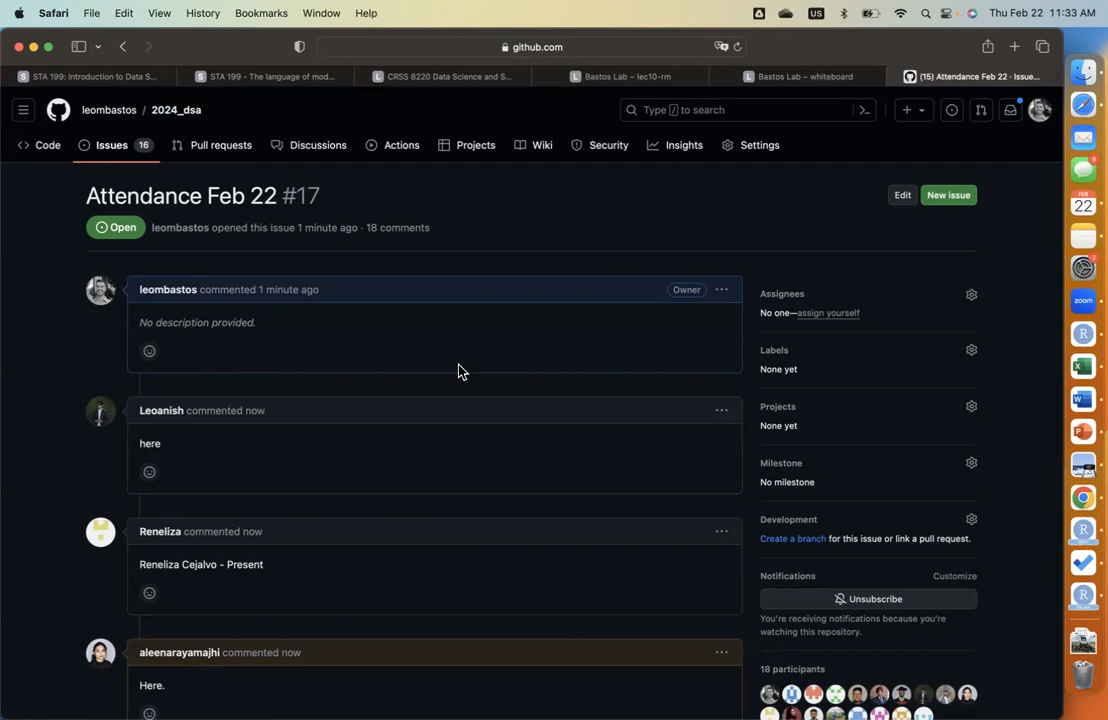 Safari File Edit View History Bookmarks Window Help US Thu Feb 22 11:33 AM
github.com
STA 199: Introduction to Data S... STA 199 - The language of mod... CRSS 8220 Data Science and S... Bastos Lab – lec10-rm Bastos Lab – whiteboard (15) Attendance Feb 22 · Issue...
leombastos / 2024_dsa Type / to search
Code Issues 16 Pull requests Discussions Actions Projects Wiki Security Insights Settings
Attendance Feb 22 #17 Edit New issue
Open leombastos opened this issue 1 minute ago · 18 comments
leombastos commented 1 minute ago Owner
No description provided.
Leoanish commented now
here
Reneliza commented now
Reneliza Cejalvo - Present
aleenarayamajhi commented now
Here.
Assignees
No one—assign yourself
Labels
None yet
Projects
None yet
Milestone
No milestone
Development
Create a branch for this issue or link a pull request.
Notifications Customize
Unsubscribe
You're receiving notifications because you're
watching this repository.
18 participants
8
FEB
22
2
zoom
R
R
R